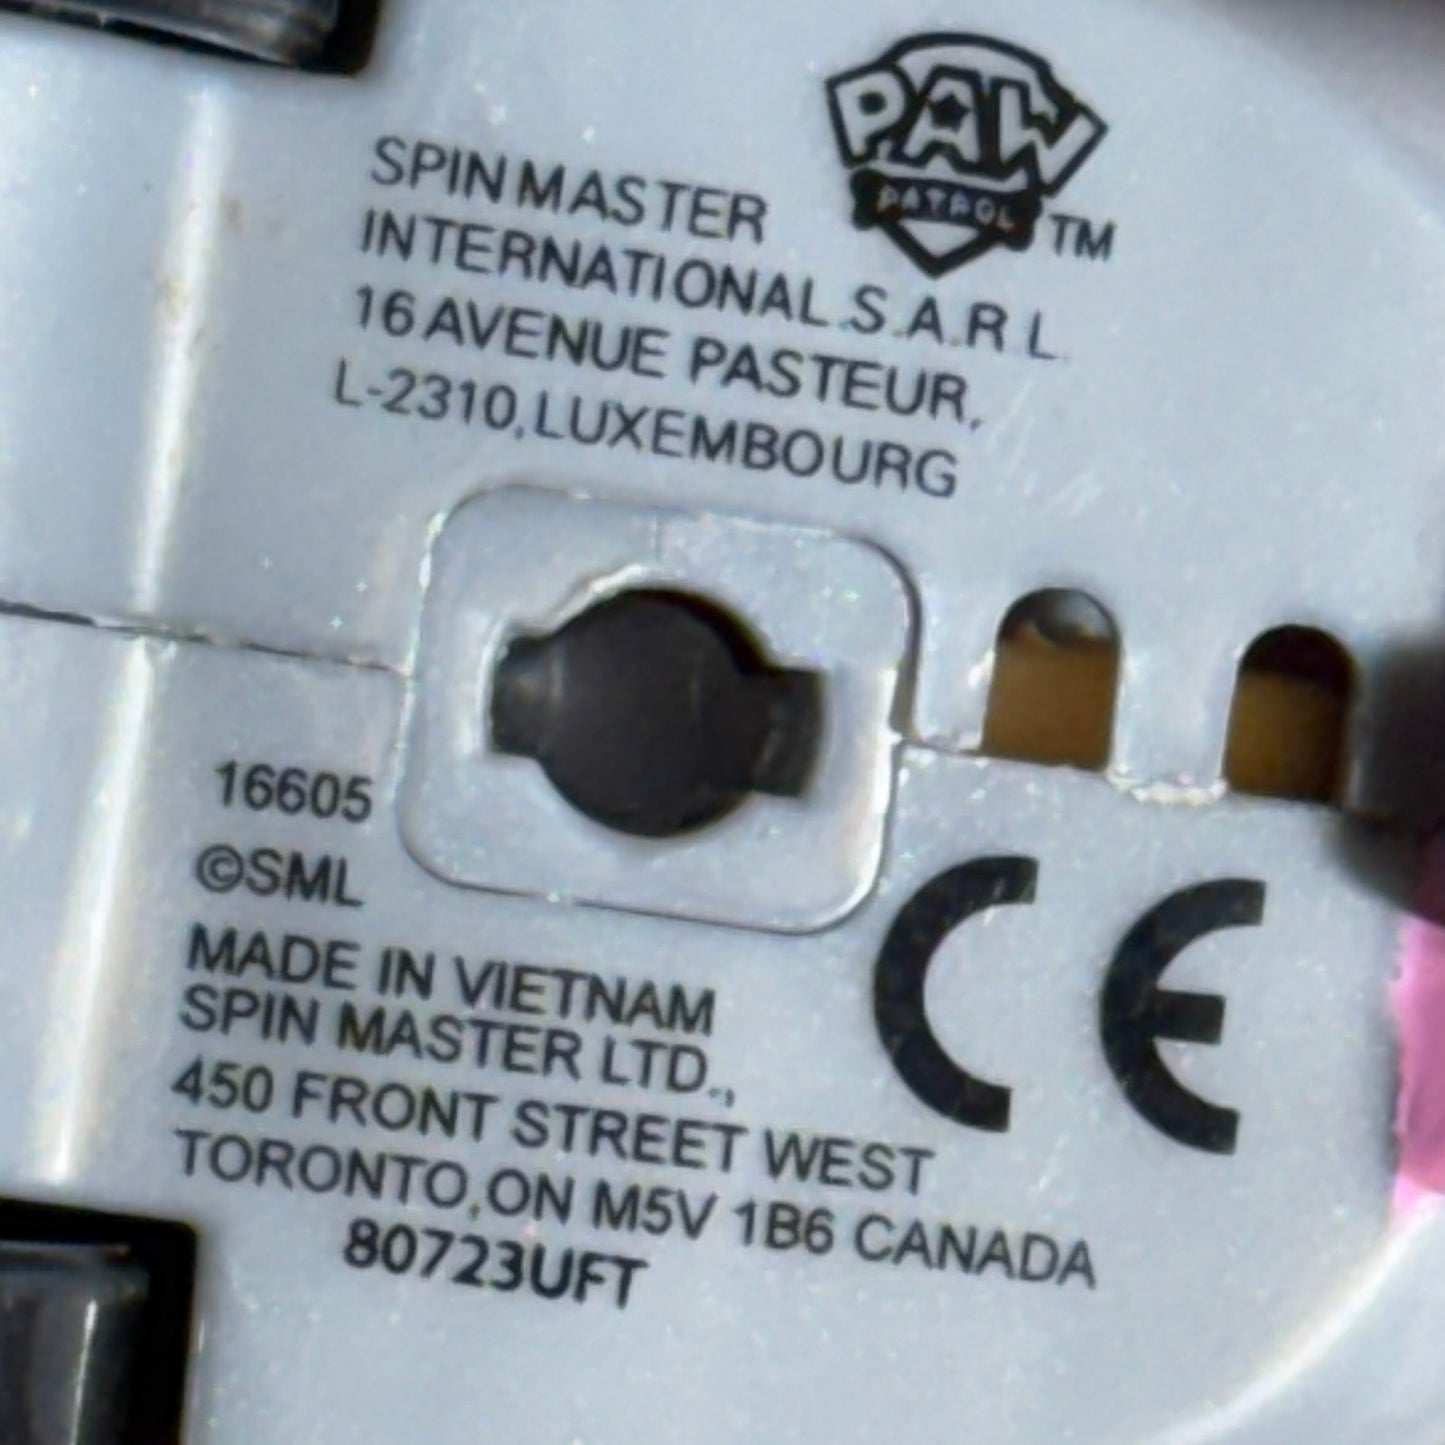 PAW
PATROL
TM
SPIN MASTER
INTERNATIONAL S.A.R.L.
16 AVENUE PASTEUR,
L-2310, LUXEMBOURG
16605
©SML
MADE IN VIETNAM
SPIN MASTER LTD.,
450 FRONT STREET WEST
TORONTO, ON M5V 1B6 CANADA
80723UFT
CE